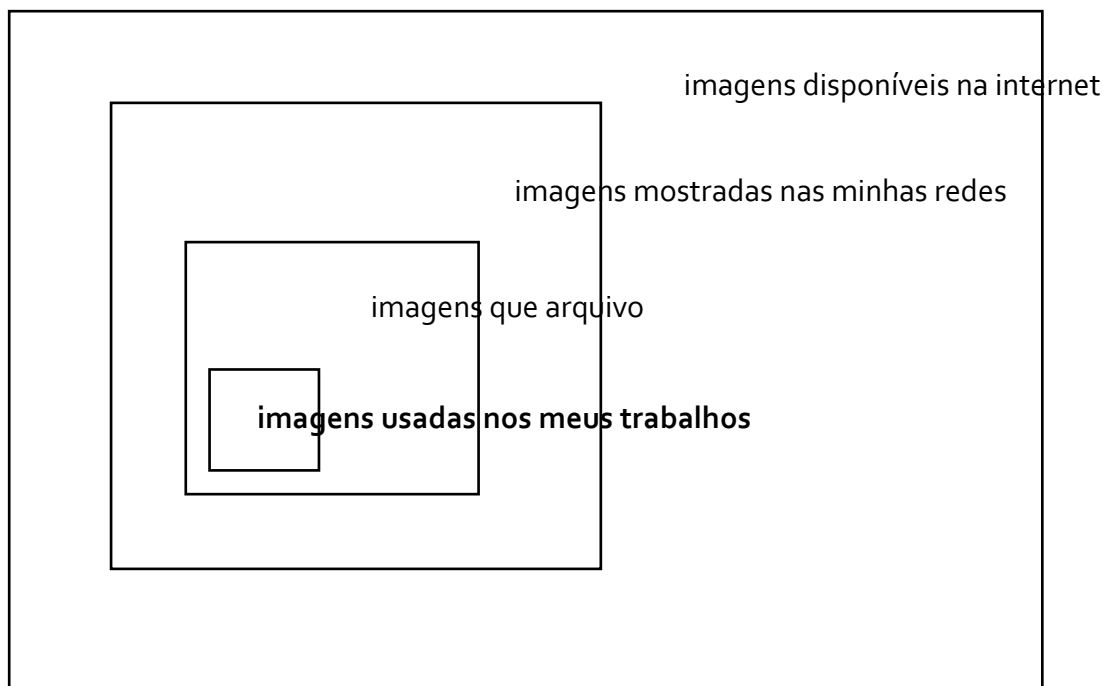 imagens disponíveis na internet
imagens mostradas nas minhas redes
imagens que arquivo
imagens usadas nos meus trabalhos